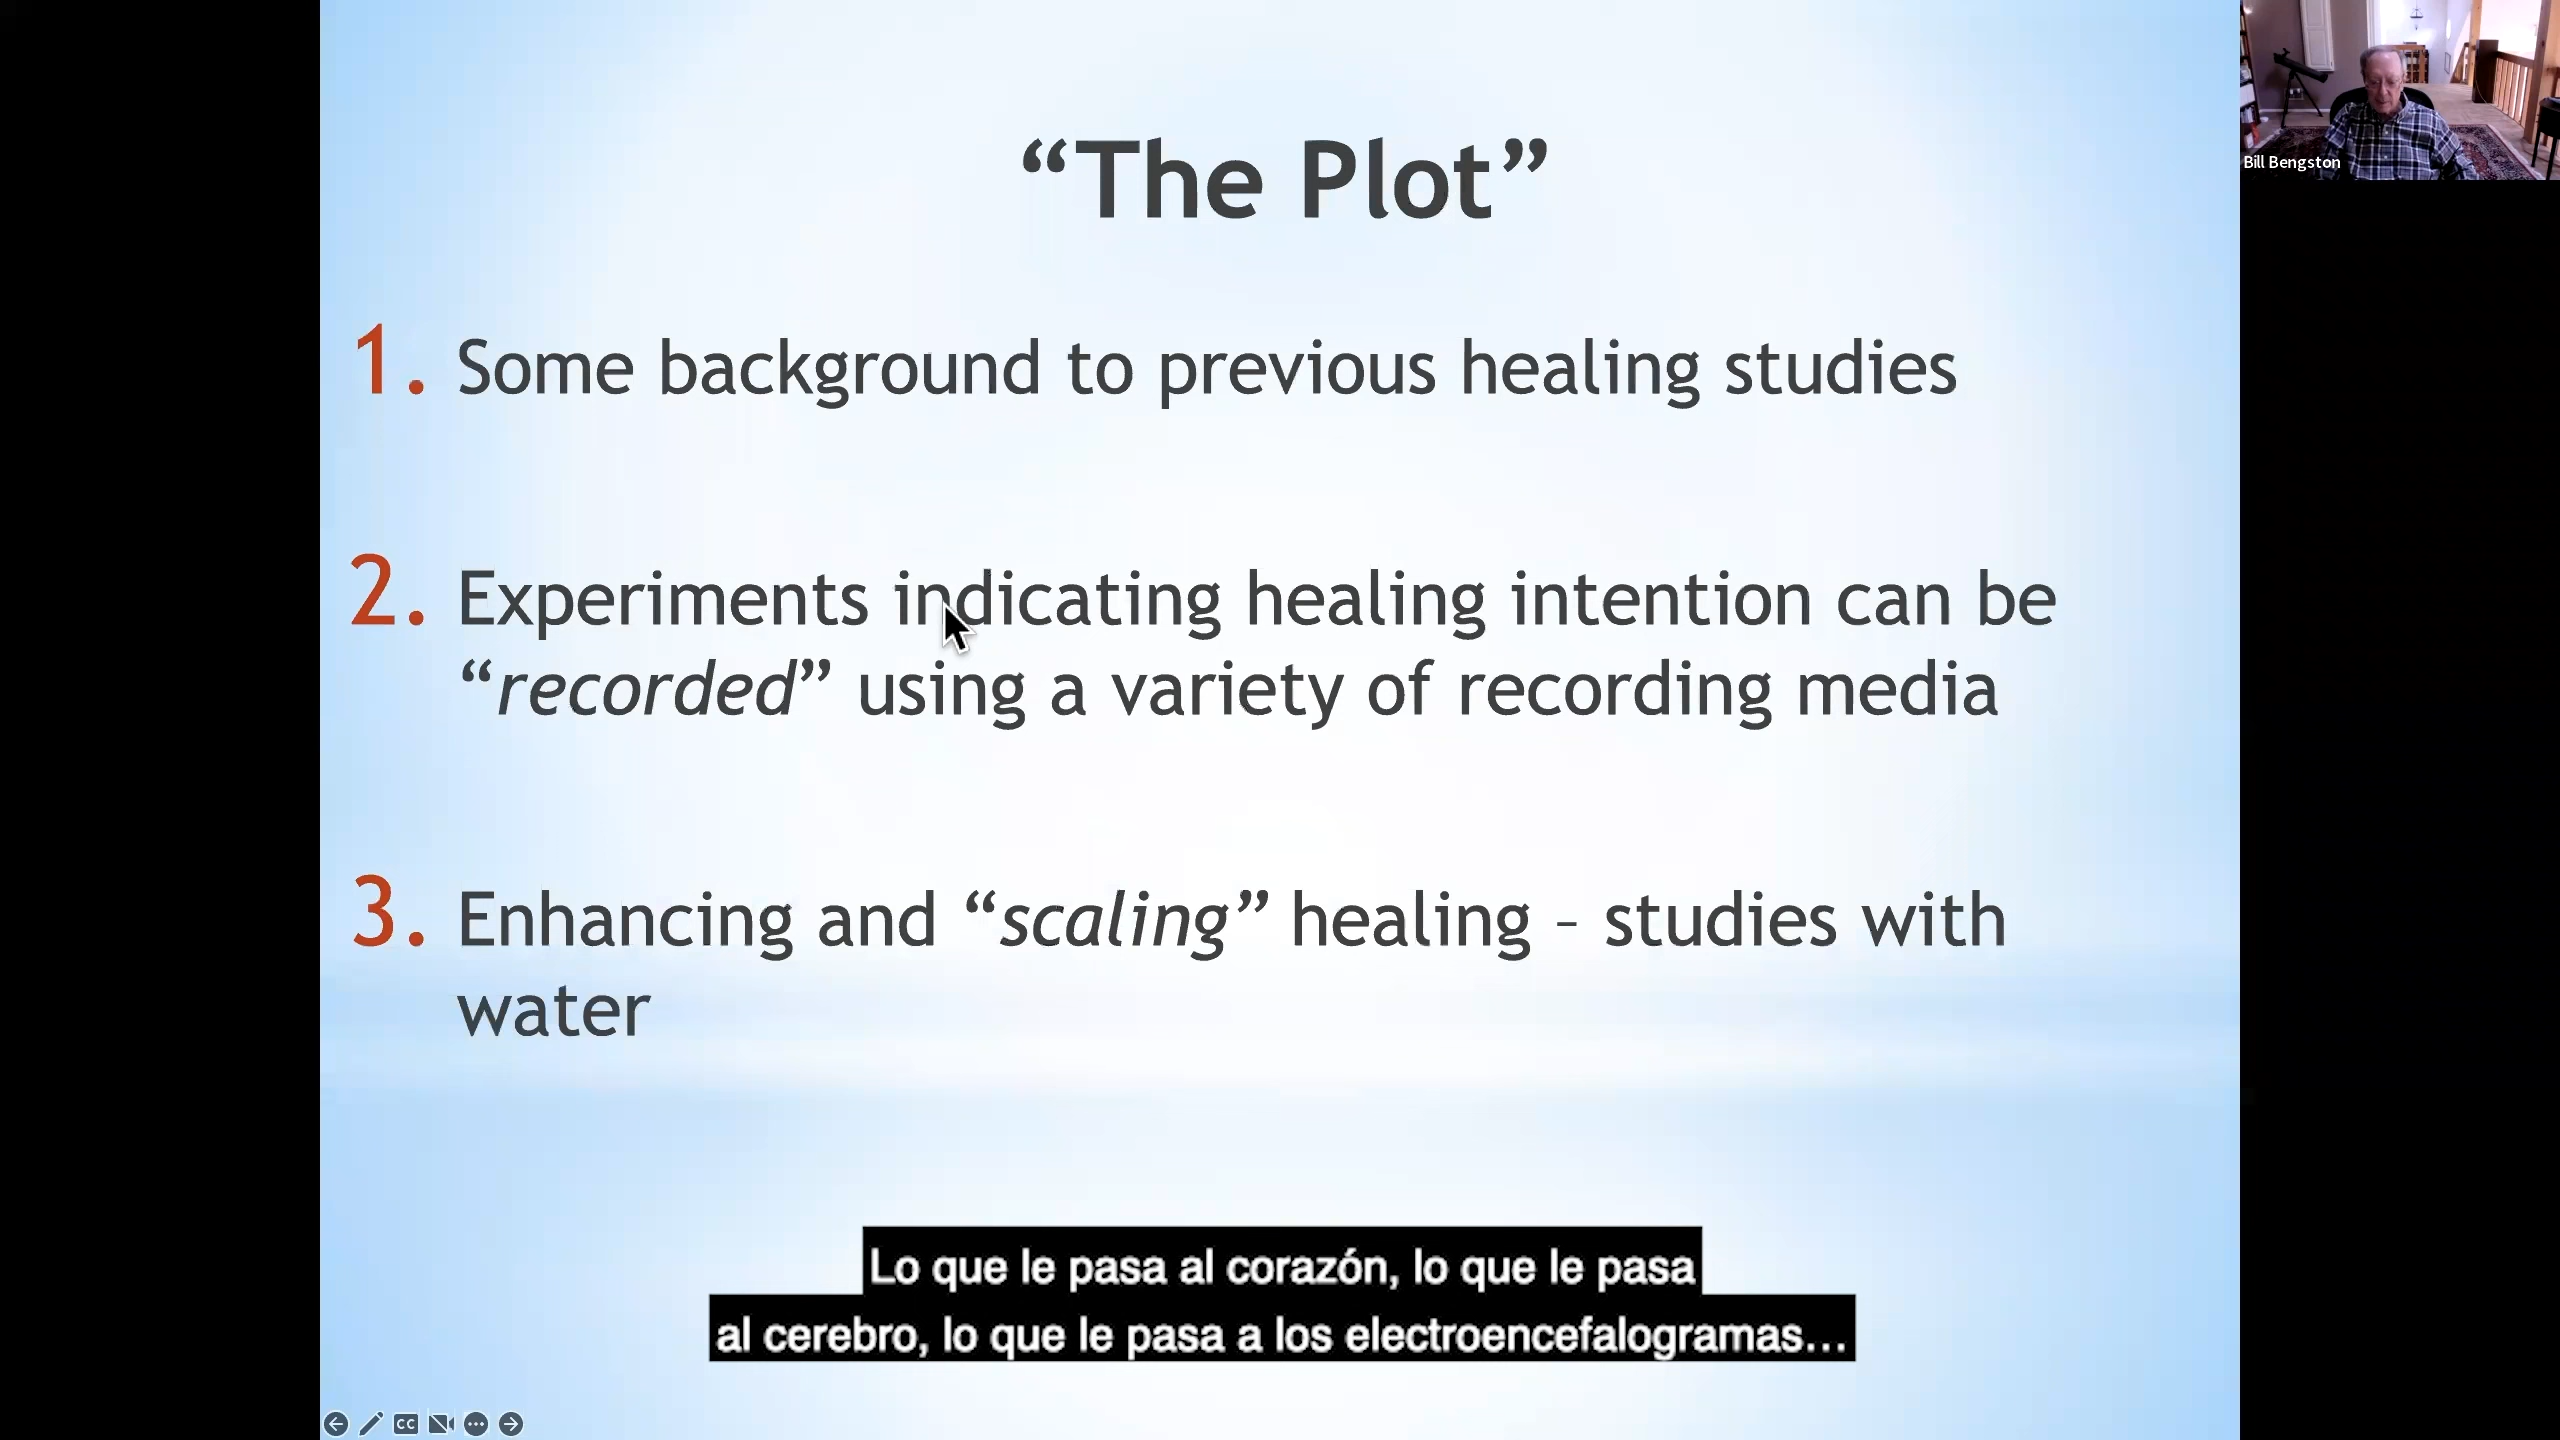 “The Plot”
1. Some background to previous healing studies
2. Experiments indicating healing intention can be
“recorded” using a variety of recording media
3. Enhancing and “scaling” healing – studies with
water
Bill Bengston
Lo que le pasa al corazón, lo que le pasa
al cerebro, lo que le pasa a los electroencefalogramas...
CC